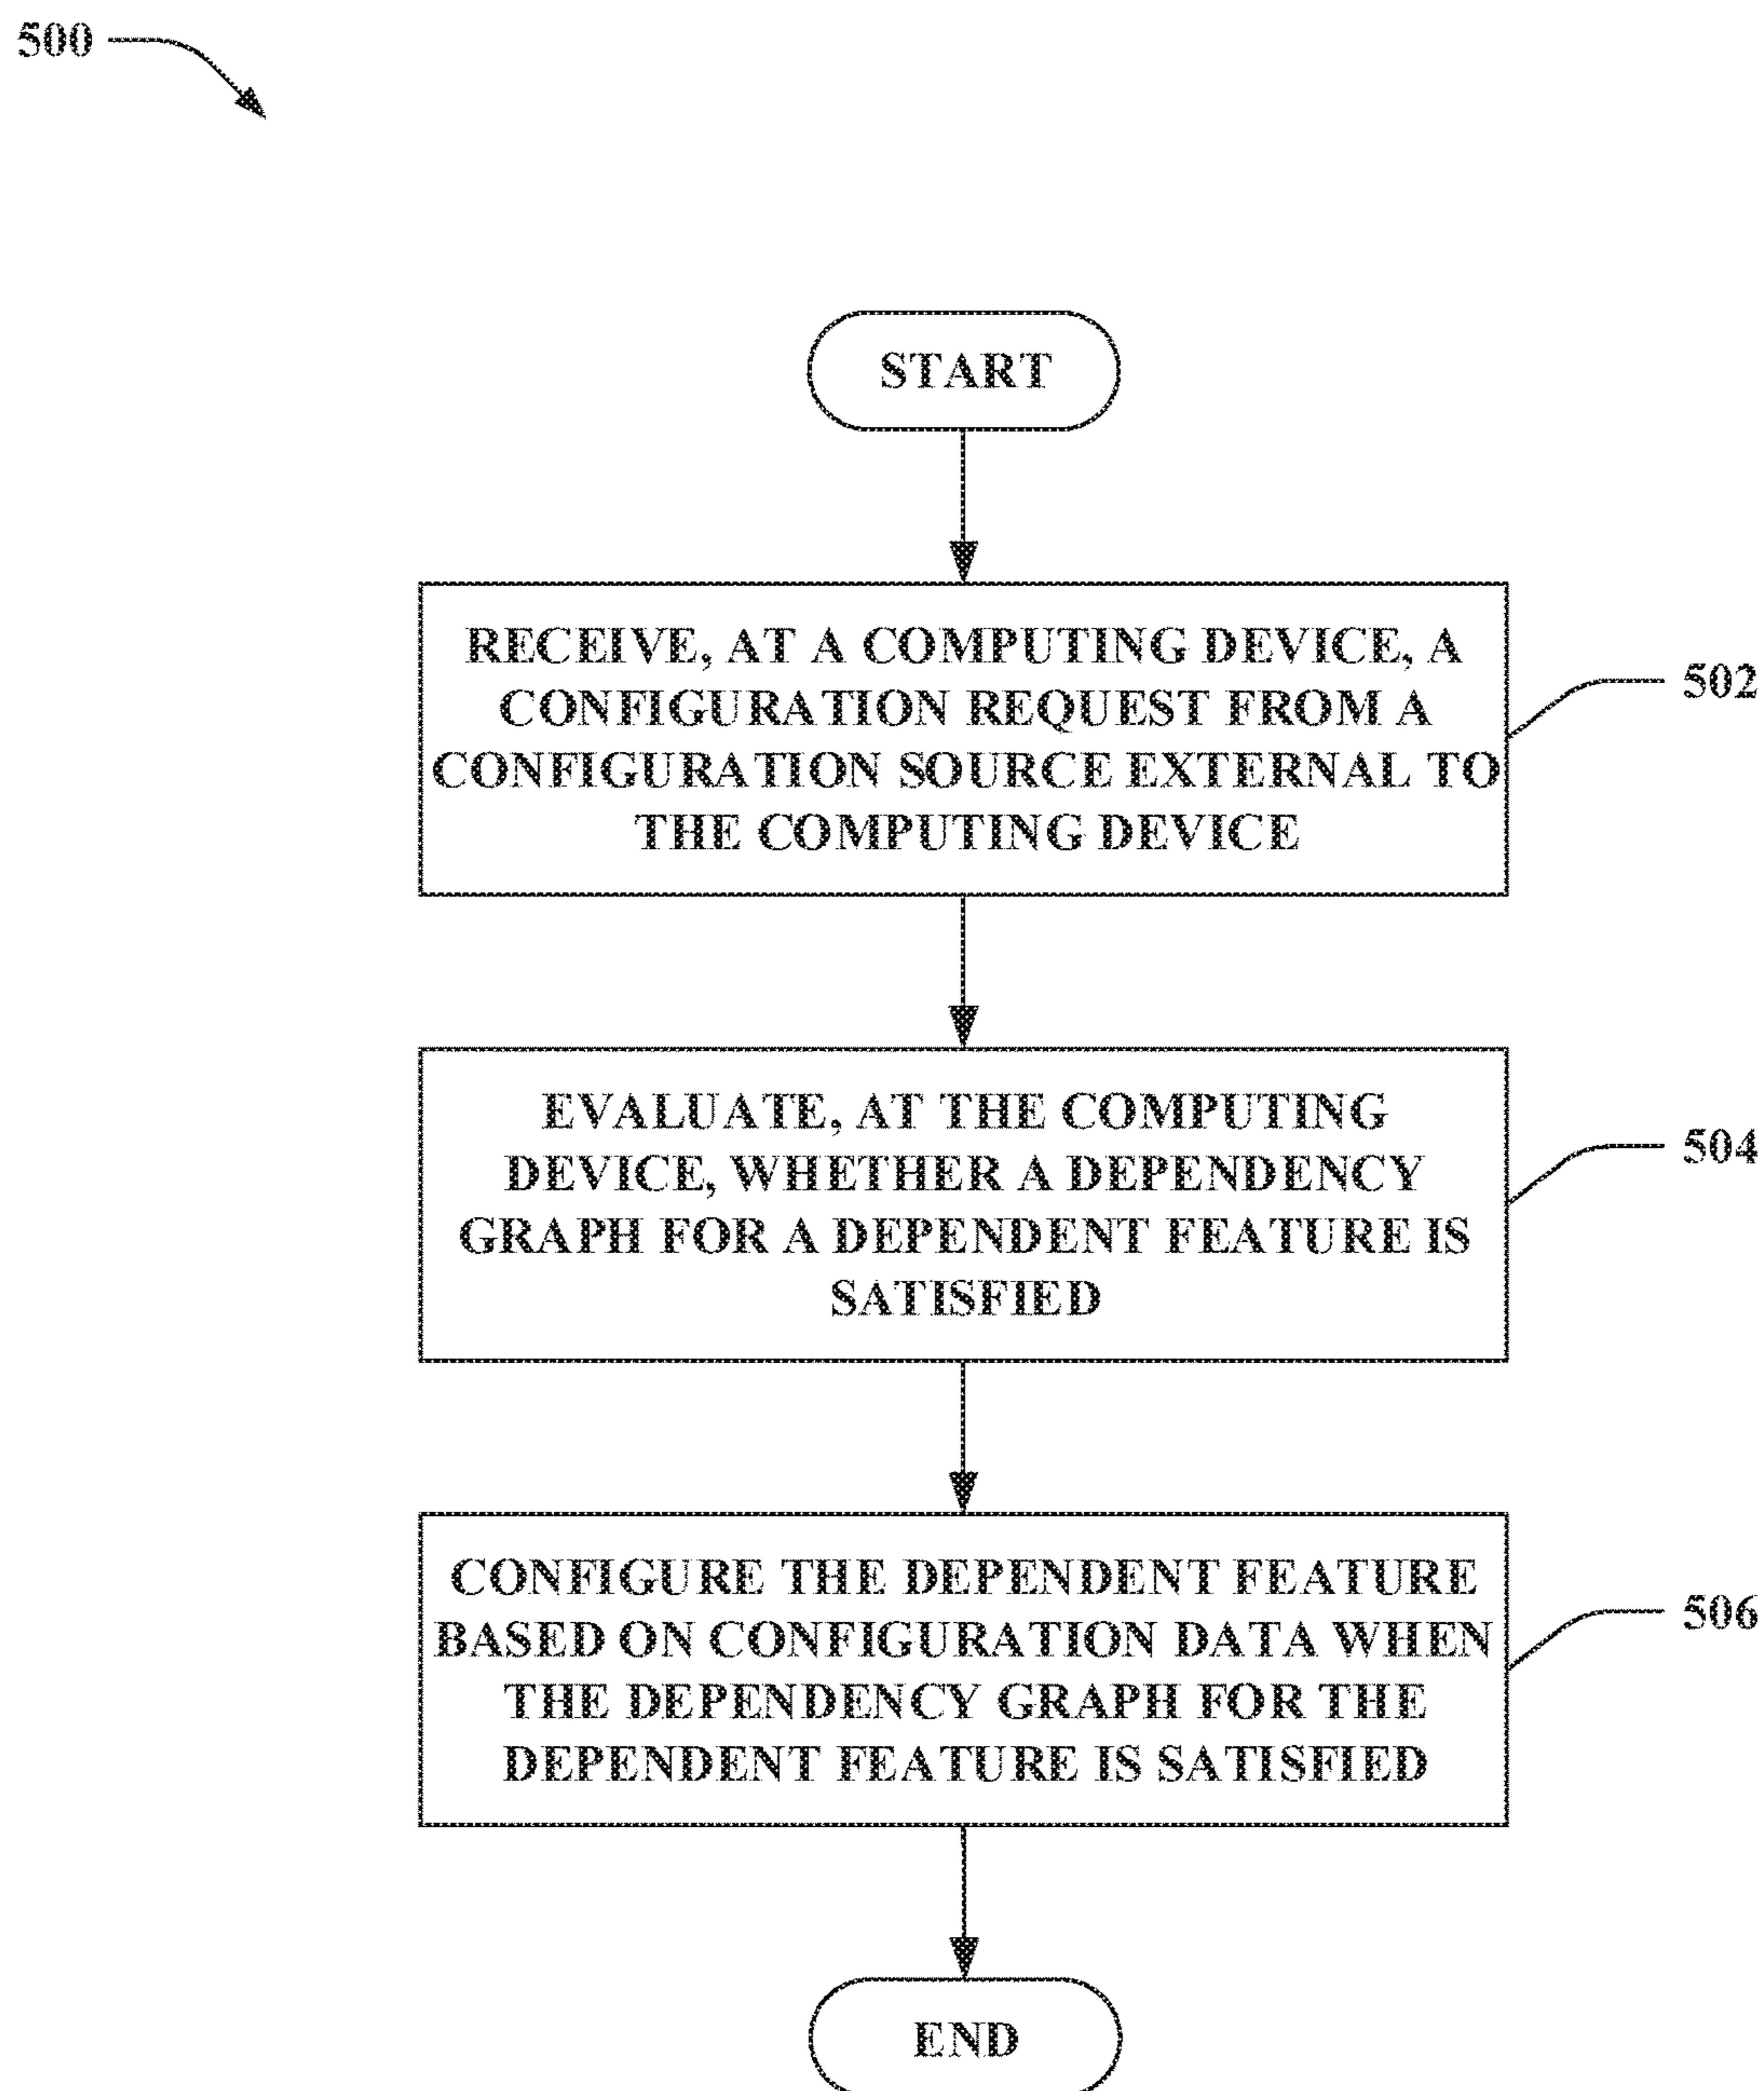 500
START
RECEIVE, AT A COMPUTING DEVICE, A
CONFIGURATION REQUEST FROM A
CONFIGURATION SOURCE EXTERNAL TO
THE COMPUTING DEVICE
502
EVALUATE, AT THE COMPUTING
DEVICE, WHETHER A DEPENDENCY
GRAPH FOR A DEPENDENT FEATURE IS
SATISFIED
504
CONFIGURE THE DEPENDENT FEATURE
BASED ON CONFIGURATION DATA WHEN
THE DEPENDENCY GRAPH FOR THE
DEPENDENT FEATURE IS SATISFIED
506
END